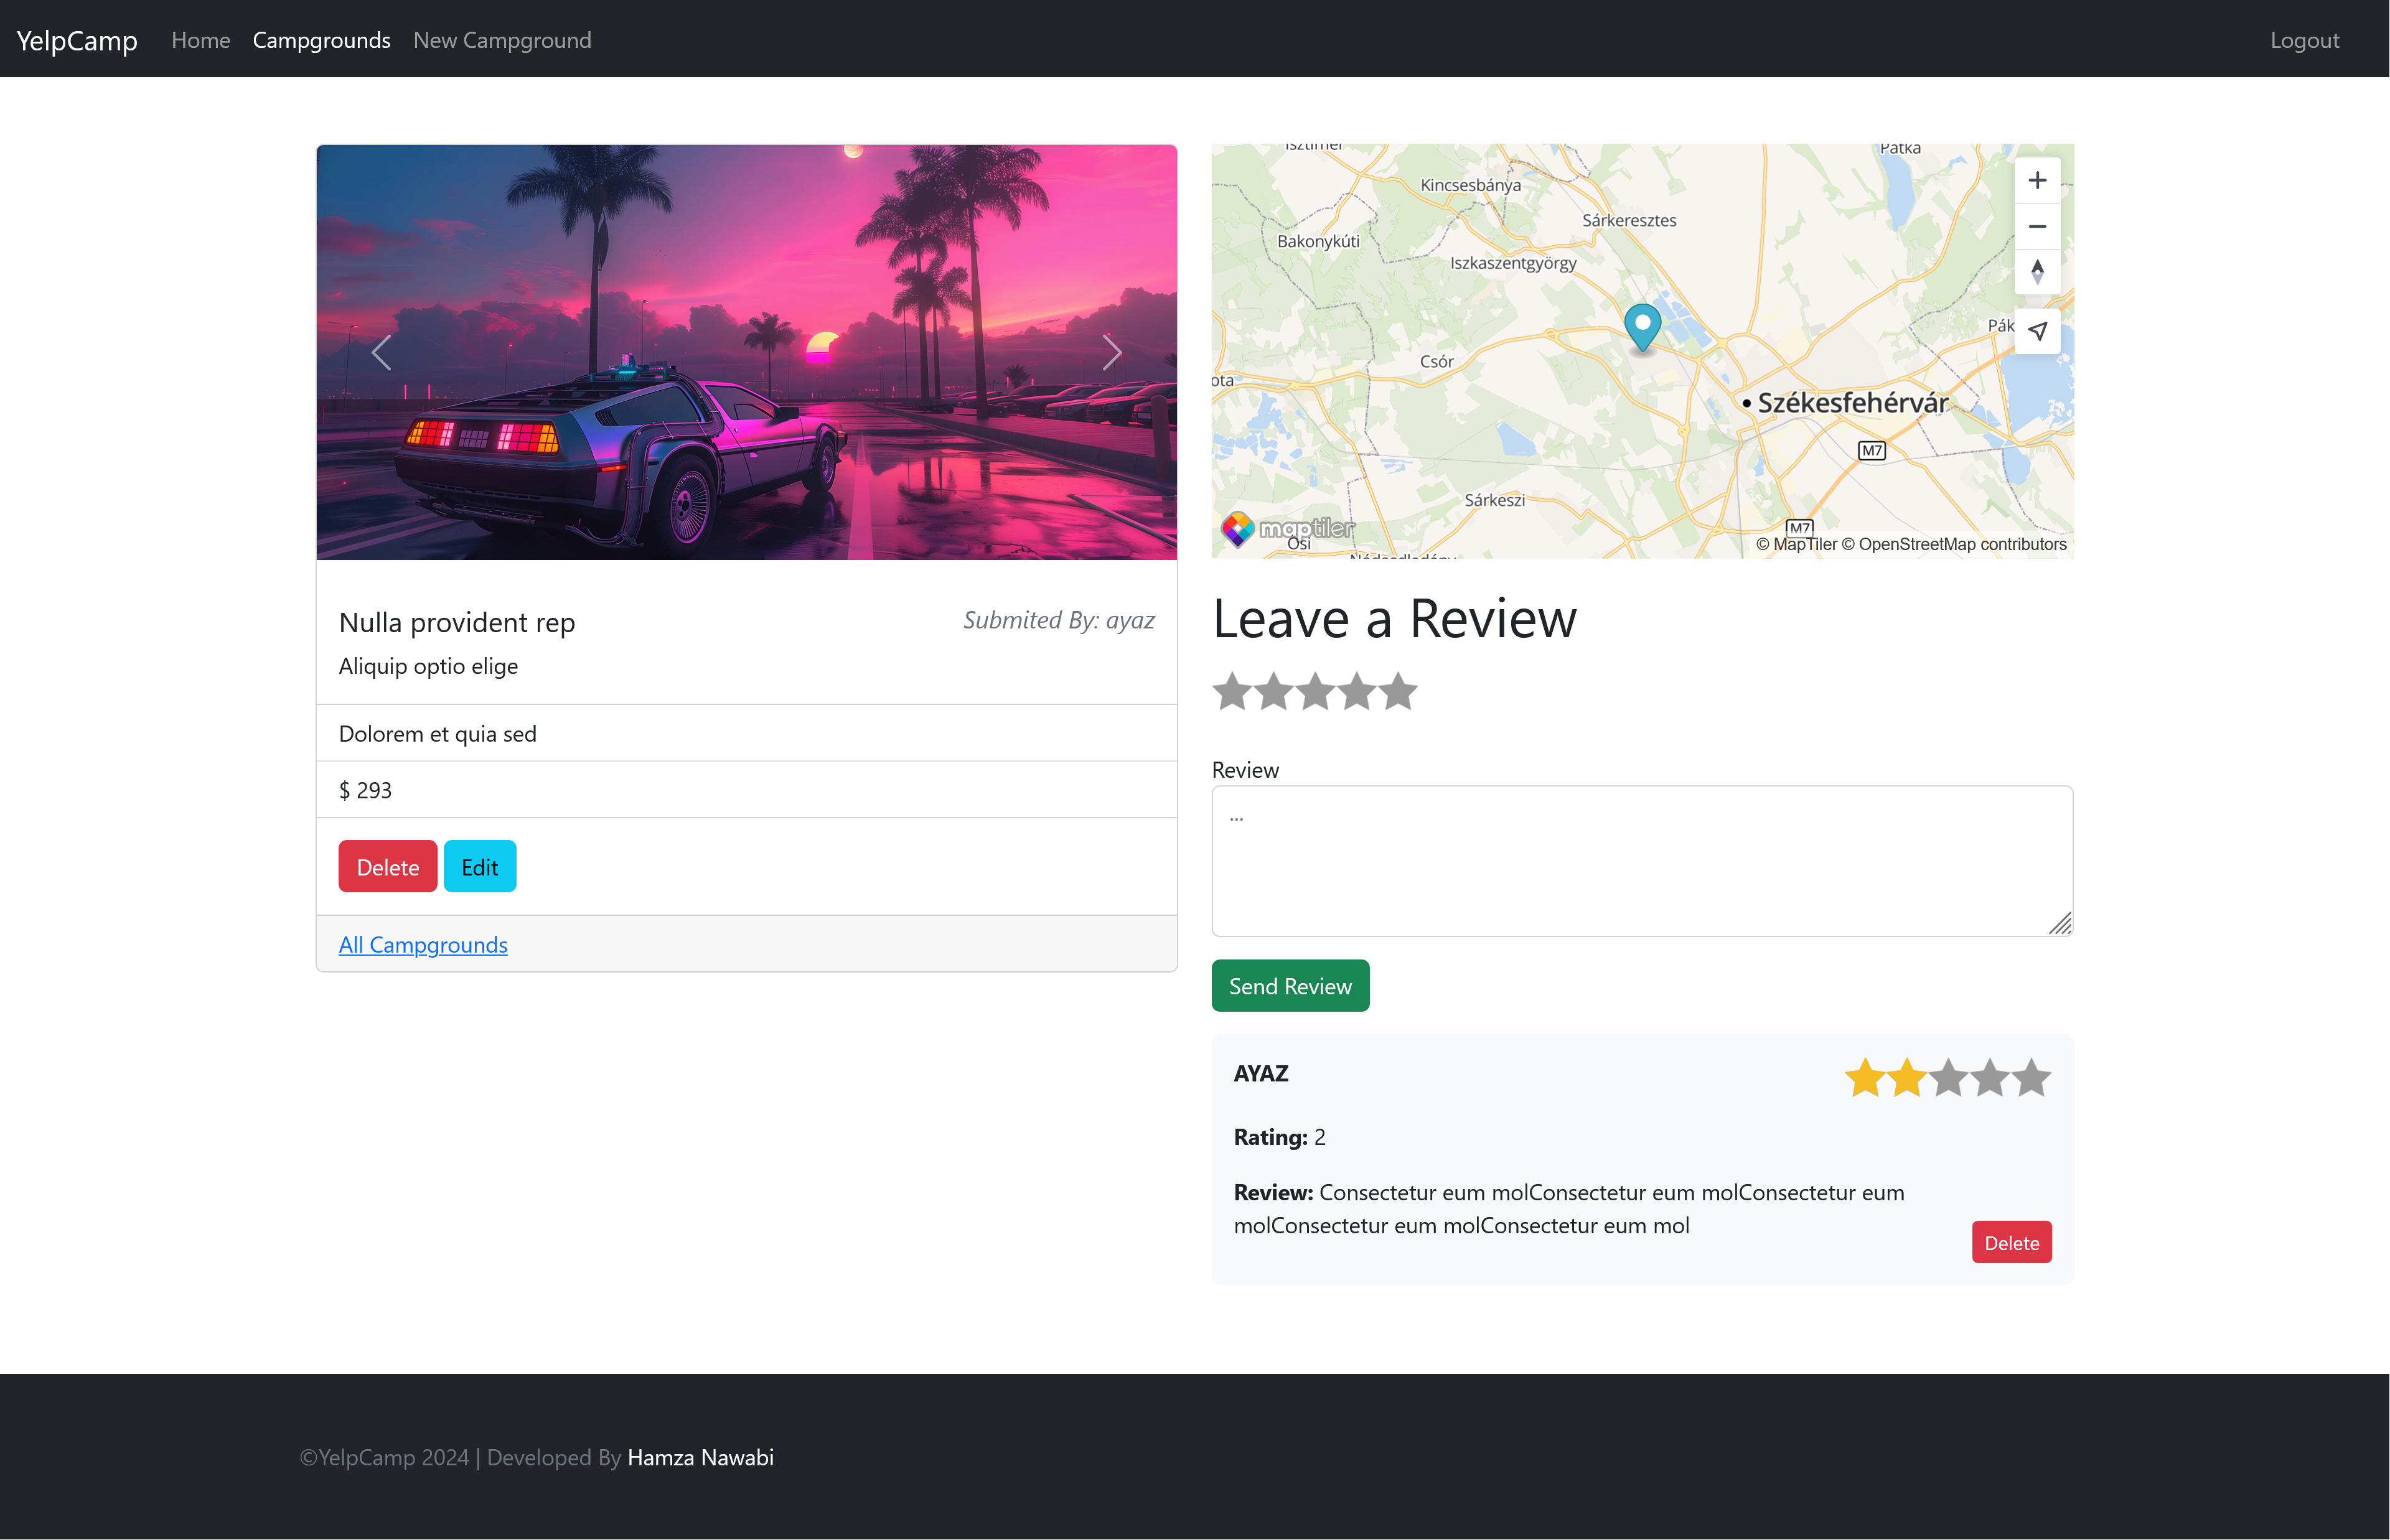 YelpCamp Home Campgrounds New Campground Logout
Patka
Kincsesbánya
Sárkeresztes
Bakonykúti
Iszkaszentgyörgy
Pák
Csór
ota
Székesfehérvár
M7
Sárkeszi
M7
maptiler
Ősi
© MapTiler © OpenStreetMap contributors
Nulla provident rep
Submited By: ayaz
Aliquip optio elige
Dolorem et quia sed
$ 293
Delete Edit
All Campgrounds
Leave a Review
Review
...
Send Review
AYAZ
Rating: 2
Review: Consectetur eum molConsectetur eum molConsectetur eum
molConsectetur eum molConsectetur eum mol
Delete
©YelpCamp 2024 | Developed By Hamza Nawabi